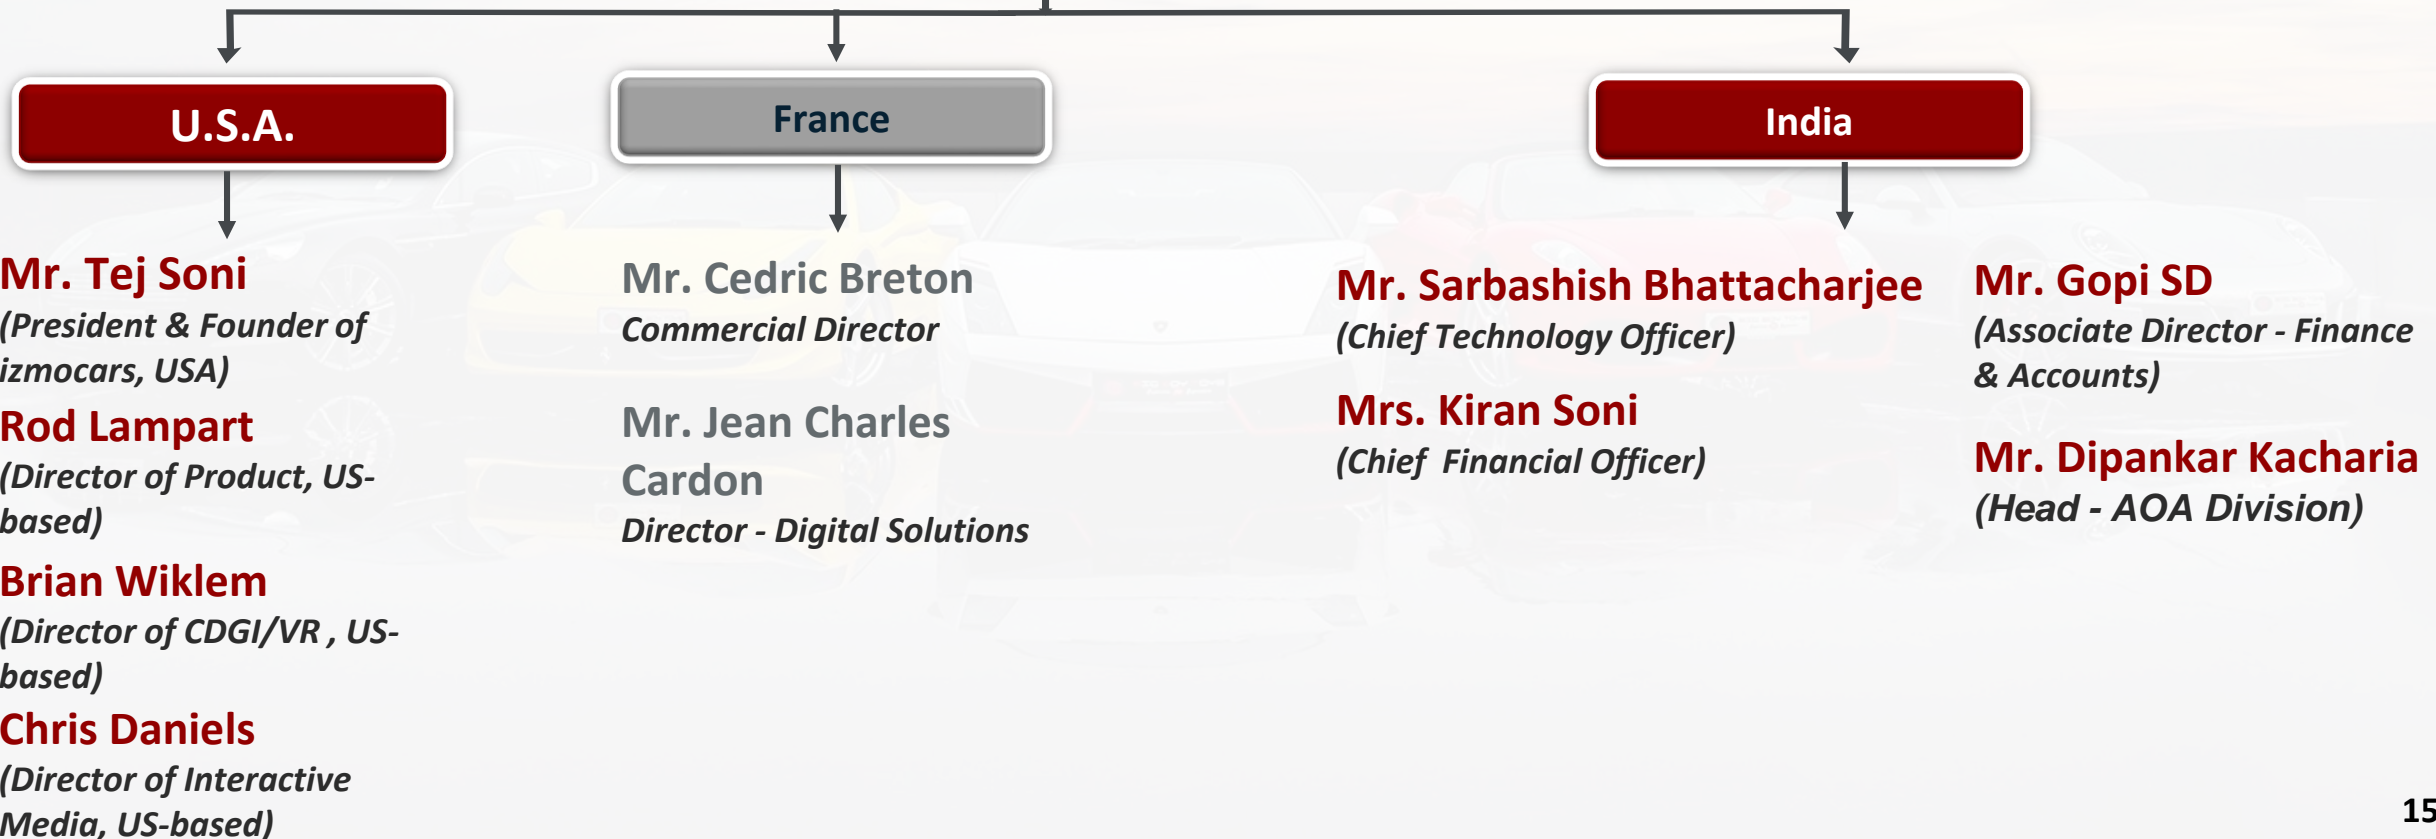 U.S.A.
Mr. Tej Soni
(President & Founder of
izmocars, USA)
Rod Lampart
(Director of Product, US-
based)
Brian Wiklem
(Director of CDGI/VR , US-
based)
Chris Daniels
(Director of Interactive
Media, US-based)
France
Mr. Cedric Breton
Commercial Director
Mr. Jean Charles
Cardon
Director - Digital Solutions
India
Mr. Sarbashish Bhattacharjee
(Chief Technology Officer)
Mrs. Kiran Soni
(Chief  Financial Officer)
Mr. Gopi SD
(Associate Director - Finance
& Accounts)
Mr. Dipankar Kacharia
(Head - AOA Division)
15